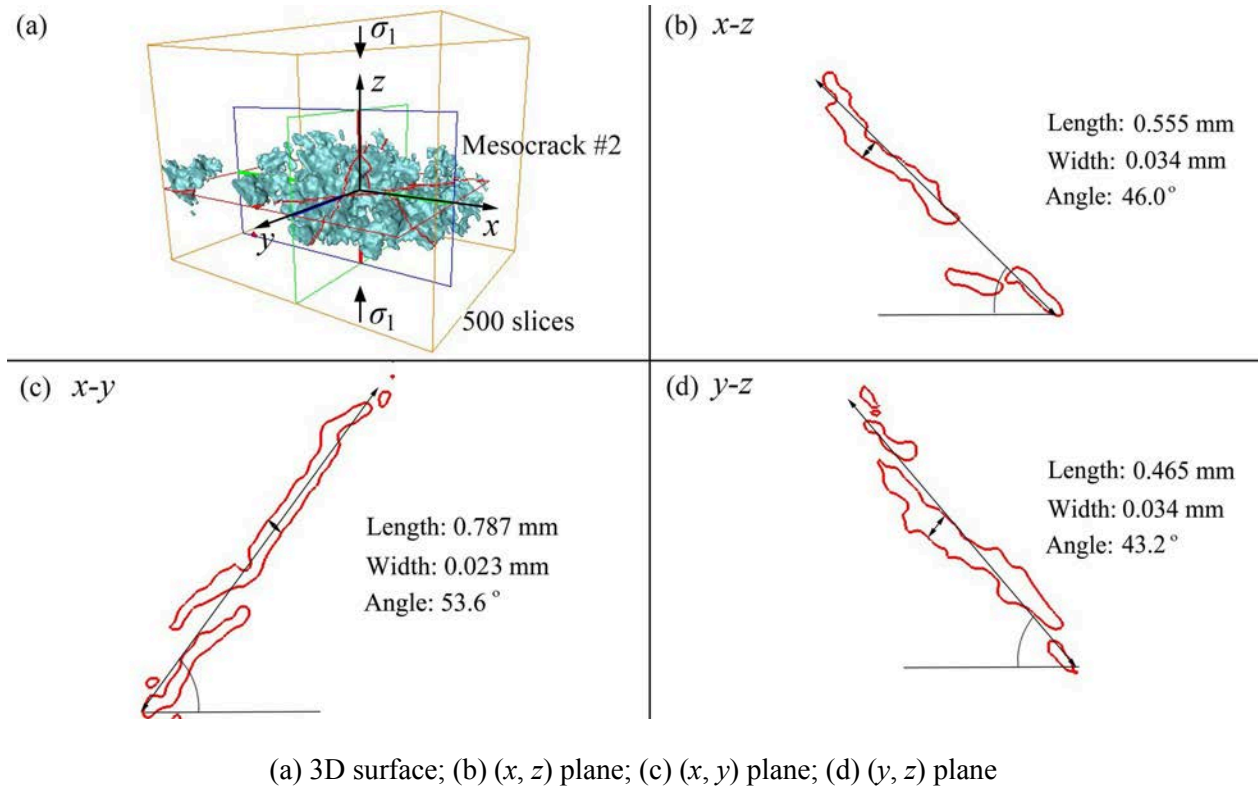 (a)
σ1
z
Mesocrack #2
x
y
σ1
500 slices
(b) x-z
Length: 0.555 mm
Width: 0.034 mm
Angle: 46.0°
(c) x-y
Length: 0.787 mm
Width: 0.023 mm
Angle: 53.6°
(d) y-z
Length: 0.465 mm
Width: 0.034 mm
Angle: 43.2°
(a) 3D surface; (b) (x, z) plane; (c) (x, y) plane; (d) (y, z) plane